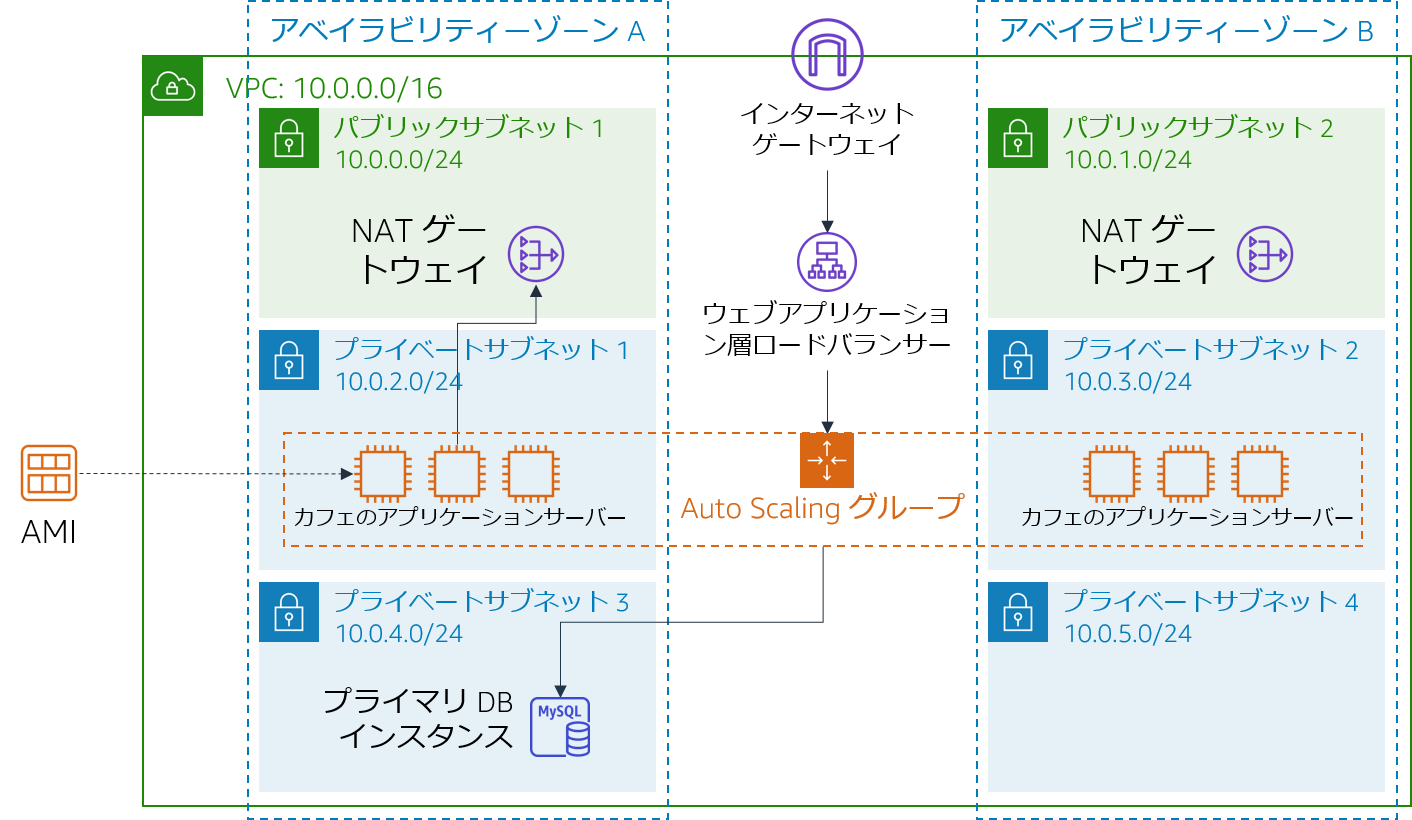 アベイラビリティーゾーン A
アベイラビリティーゾーン B
VPC: 10.0.0.0/16
パブリックサブネット 1
10.0.0.0/24
NAT ゲー
トウェイ
インターネット
ゲートウェイ
パブリックサブネット 2
10.0.1.0/24
NAT ゲー
トウェイ
ウェブアプリケーショ
ン層ロードバランサー
プライベートサブネット 1
10.0.2.0/24
プライベートサブネット 2
10.0.3.0/24
AMI
カフェのアプリケーションサーバー
Auto Scaling グループ
カフェのアプリケーションサーバー
プライベートサブネット 3
10.0.4.0/24
プライマリ DB
インスタンス
MySQL
プライベートサブネット 4
10.0.5.0/24